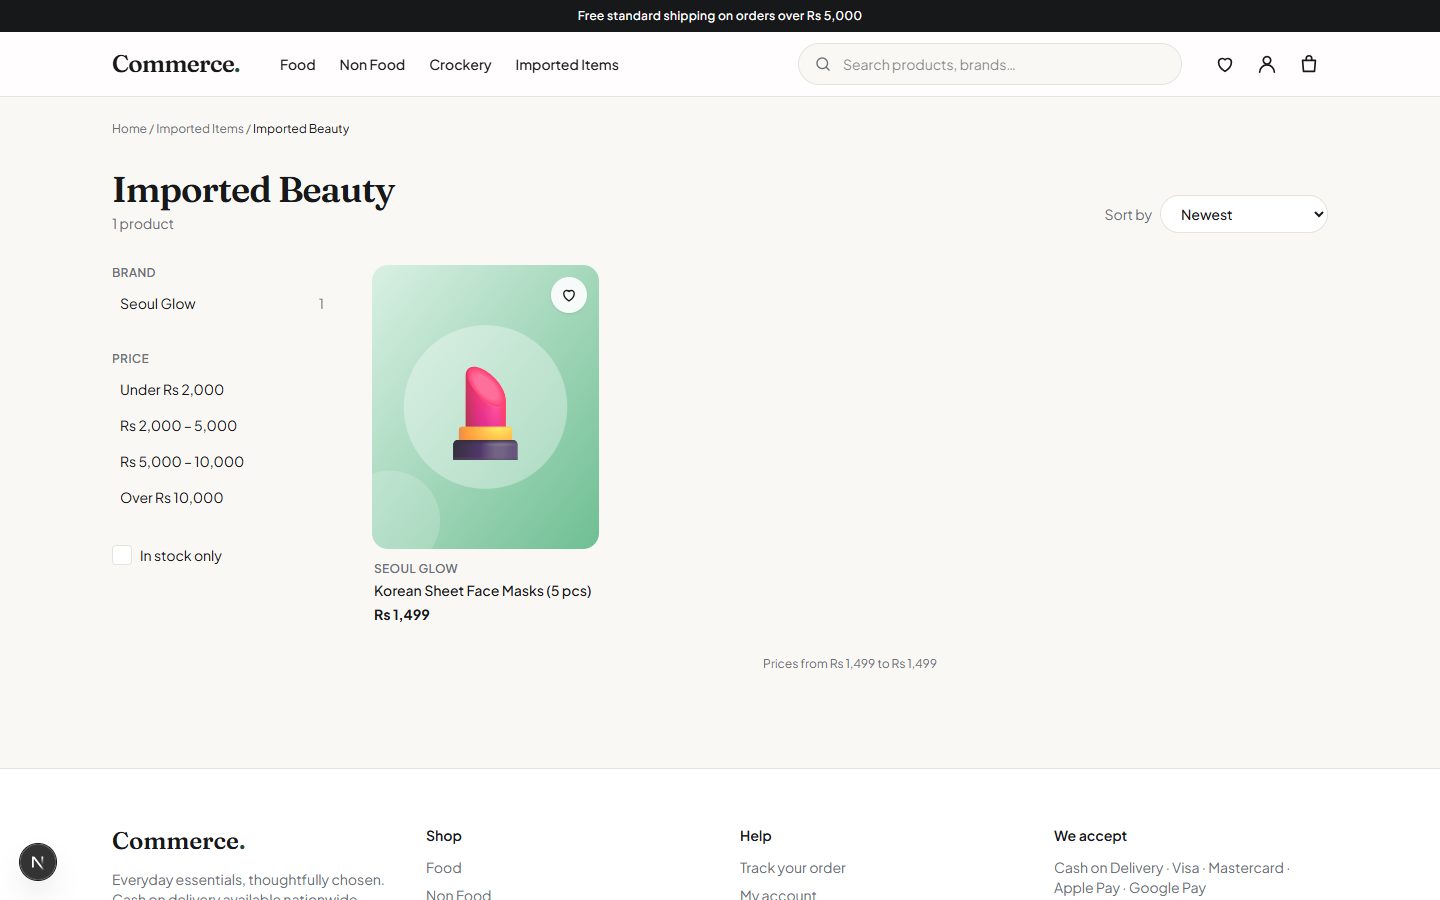 Free standard shipping on orders over Rs 5,000
Commerce.
Food
Non Food
Crockery
Imported Items
Search products, brands…
Home / Imported Items / Imported Beauty
Imported Beauty
1 product
Sort by
Newest
BRAND
Seoul Glow 1
PRICE
Under Rs 2,000
Rs 2,000 – 5,000
Rs 5,000 – 10,000
Over Rs 10,000
In stock only
SEOUL GLOW
Korean Sheet Face Masks (5 pcs)
Rs 1,499
Prices from Rs 1,499 to Rs 1,499
Commerce.
Everyday essentials, thoughtfully chosen.
Cash on delivery available nationwide.
Shop
Food
Non Food
Help
Track your order
My account
We accept
Cash on Delivery · Visa · Mastercard ·
Apple Pay · Google Pay
N